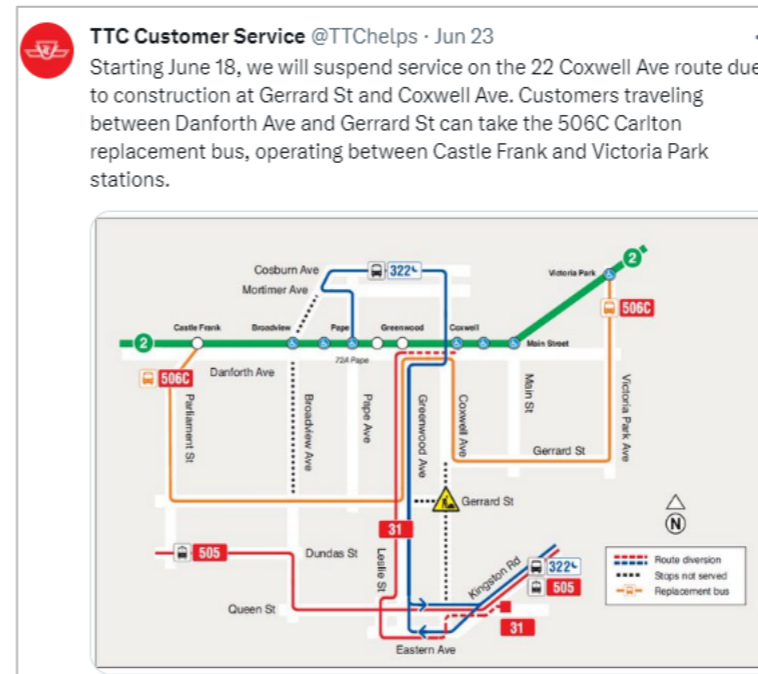 TTC Customer Service @TTChelps · Jun 23
Starting June 18, we will suspend service on the 22 Coxwell Ave route due
to construction at Gerrard St and Coxwell Ave. Customers traveling
between Danforth Ave and Gerrard St can take the 506C Carlton
replacement bus, operating between Castle Frank and Victoria Park
stations.
2
Cosburn Ave
322
Victoria Park
Mortimer Ave
506C
Castle Frank
Broadview
Pape
Greenwood
Coxwell
2
Main Street
72A Pape
506C
Danforth Ave
Parliament St
Broadview Ave
Pape Ave
Greenwood Ave
Coxwell Ave
Main St
Victoria Park Ave
Gerrard St
Gerrard St
N
31
505
Dundas St
Leslie St
Kingston Rd
322
505
Route diversion
Stops not served
Replacement bus
Queen St
31
Eastern Ave